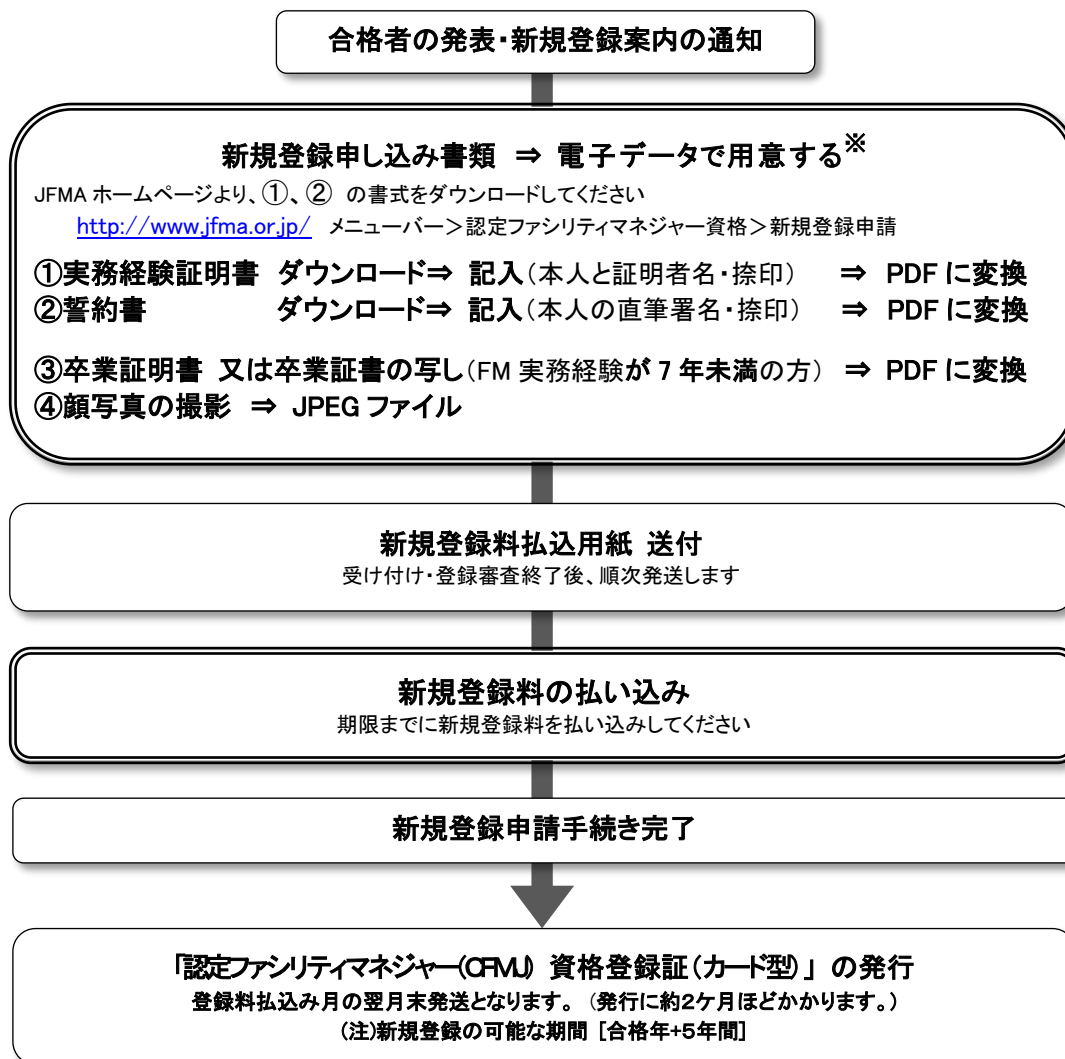 合格者の発表・新規登録案内の通知
新規登録申し込み書類 ⇒ 電子データで用意する※
JFMA ホームページより、①、② の書式をダウンロードしてください
http://www.jfma.or.jp/ メニューバー＞認定ファシリティマネジャー資格＞新規登録申請
①実務経験証明書 ダウンロード⇒ 記入（本人と証明者名・捺印） ⇒ PDF に変換
②誓約書 ダウンロード⇒ 記入（本人の直筆署名・捺印） ⇒ PDF に変換
③卒業証明書 又は卒業証書の写し（FM 実務経験が 7 年未満の方） ⇒ PDF に変換
④顔写真の撮影 ⇒ JPEG ファイル
新規登録料払込用紙 送付
受け付け・登録審査終了後、順次発送します
新規登録料の払い込み
期限までに新規登録料を払い込みしてください
新規登録申請手続き完了
「認定ファシリティマネジャー(CFMJ) 資格登録証（カード型）」 の発行
登録料払込み月の翌月末発送となります。（発行に約2ケ月ほどかかります。）
(注)新規登録の可能な期間 [合格年+5年間]